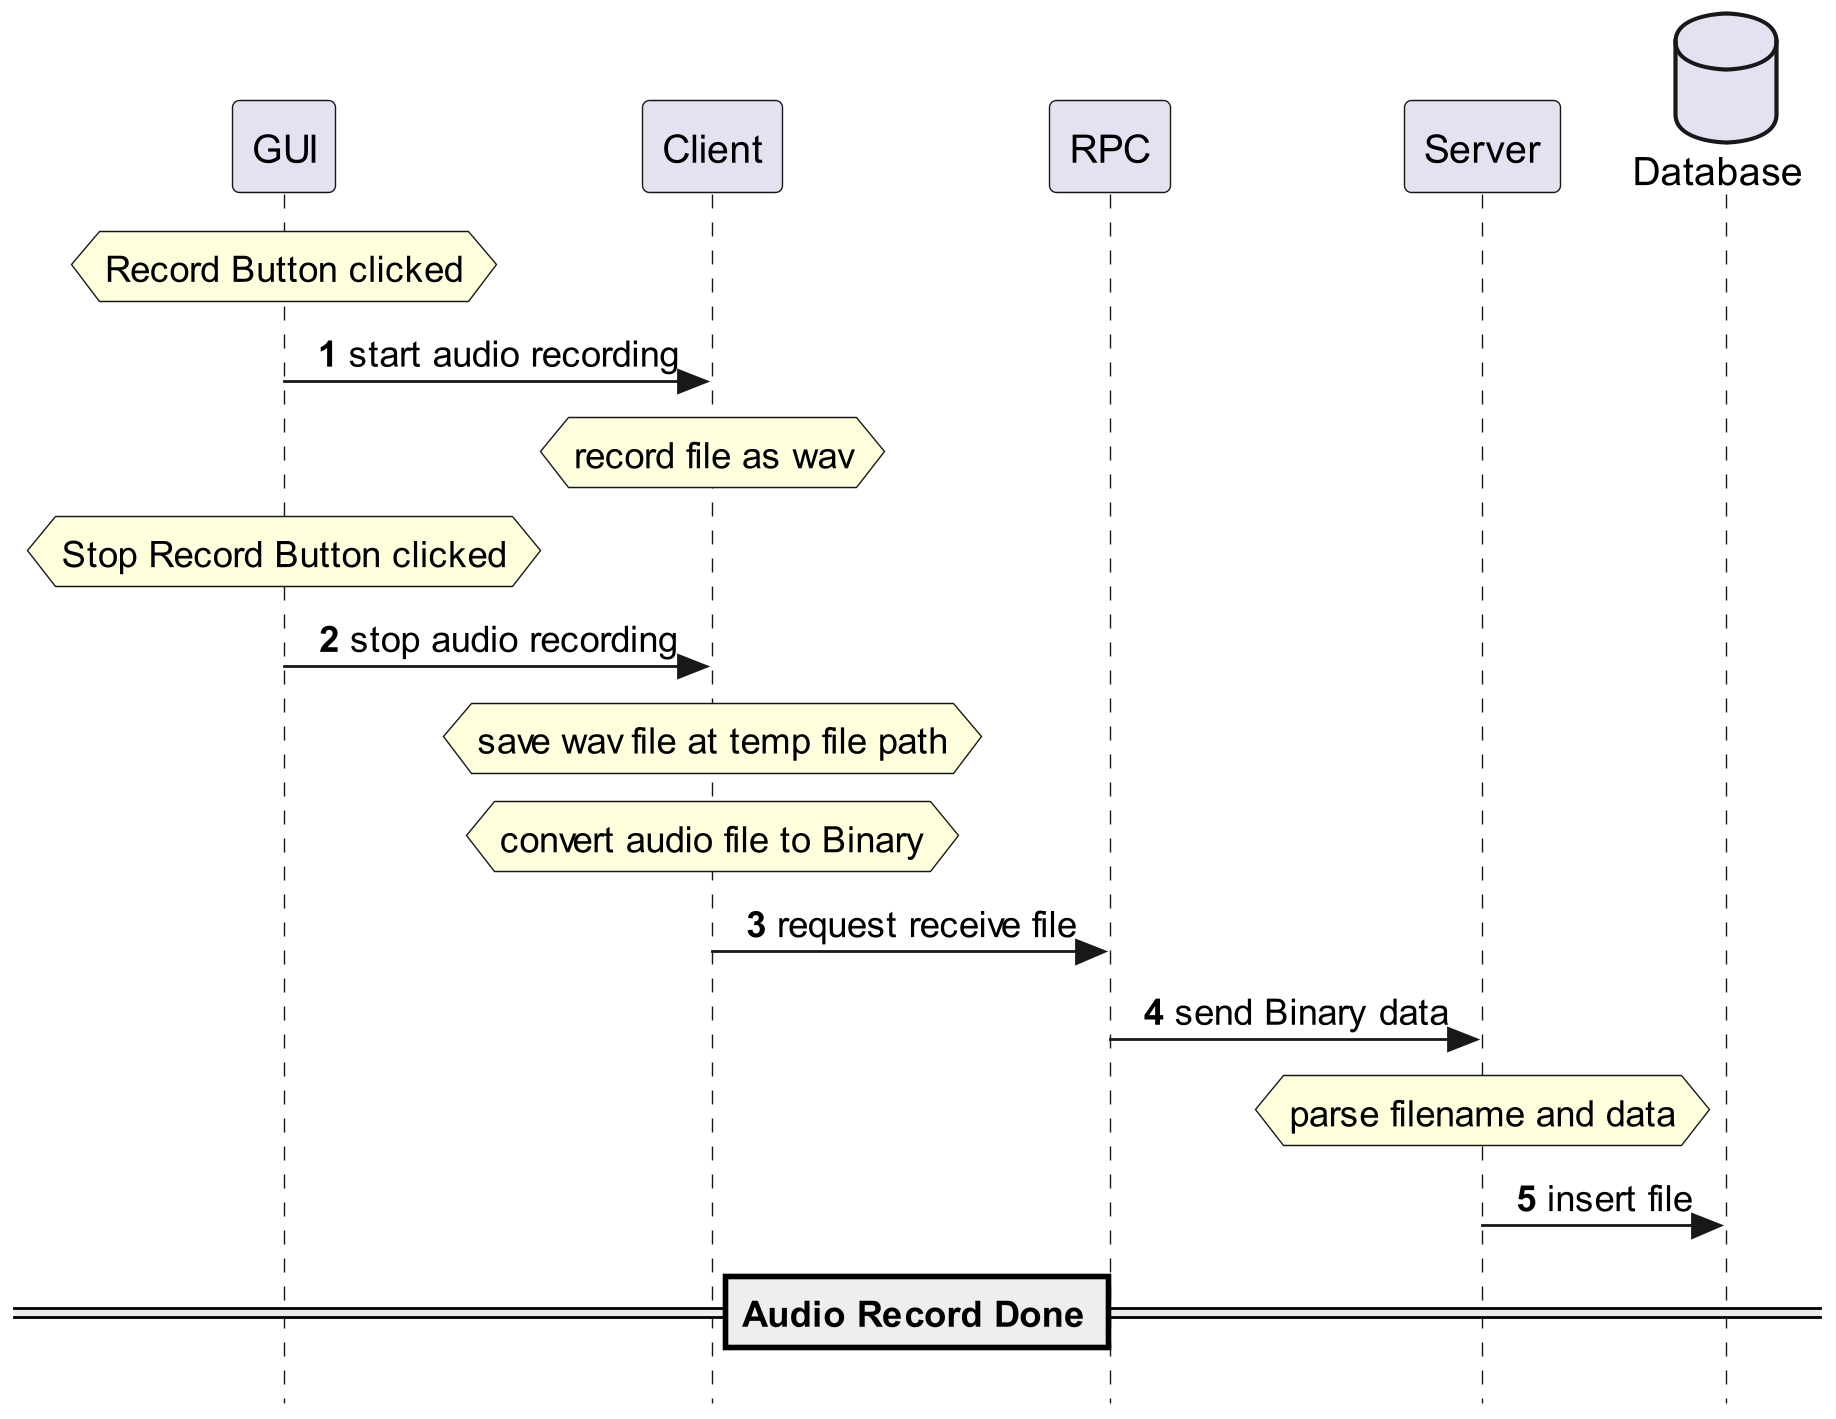 GUI
Client
RPC
Server
Database
Record Button clicked
1 start audio recording
record file as wav
Stop Record Button clicked
2 stop audio recording
save wav file at temp file path
convert audio file to Binary
3 request receive file
4 send Binary data
parse filename and data
5 insert file
Audio Record Done